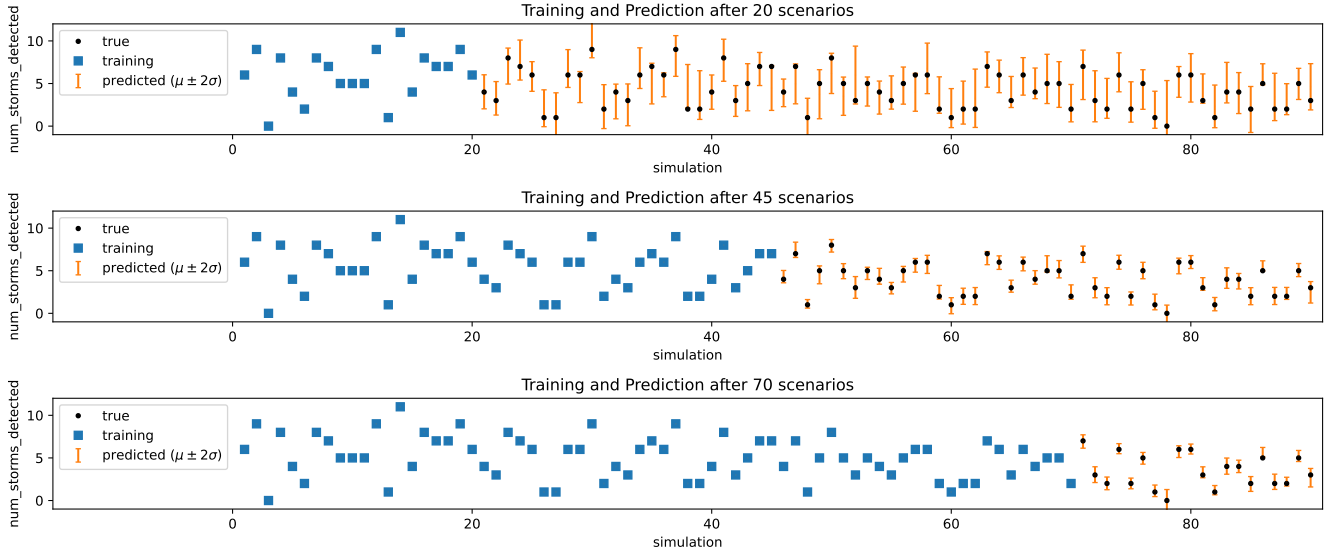 Training and Prediction after 20 scenarios
num_storms_detected
10
5
0
true
training
predicted (μ ± 2σ)
0 20 40 60 80
simulation
Training and Prediction after 45 scenarios
num_storms_detected
10
5
0
true
training
predicted (μ ± 2σ)
0 20 40 60 80
simulation
Training and Prediction after 70 scenarios
num_storms_detected
10
5
0
true
training
predicted (μ ± 2σ)
0 20 40 60 80
simulation